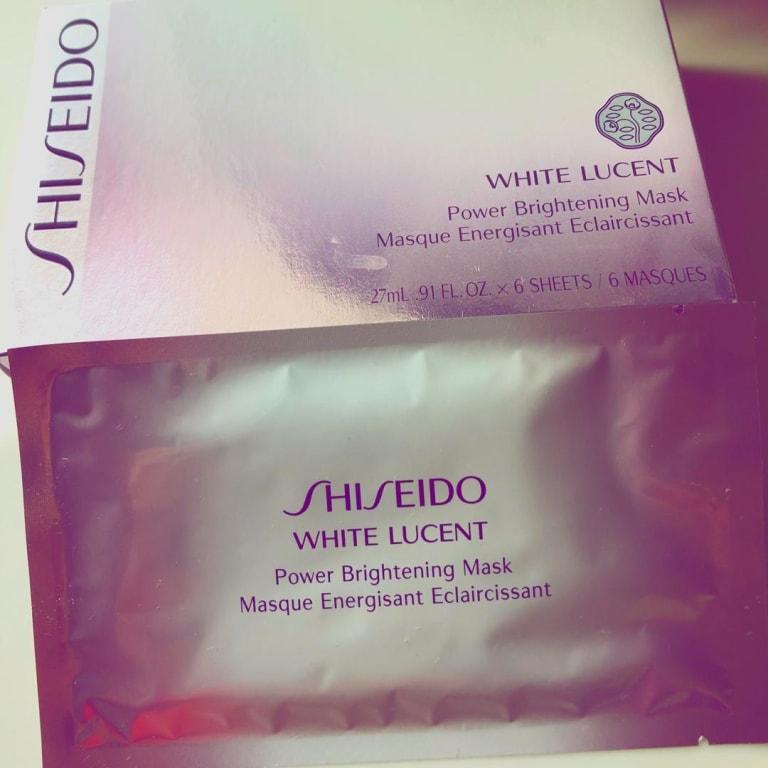 SHISEIDO
WHITE LUCENT
Power Brightening Mask
Masque Energisant Eclaircissant
27mL .91 FL. OZ. × 6 SHEETS / 6 MASQUES
SHISEIDO
WHITE LUCENT
Power Brightening Mask
Masque Energisant Eclaircissant